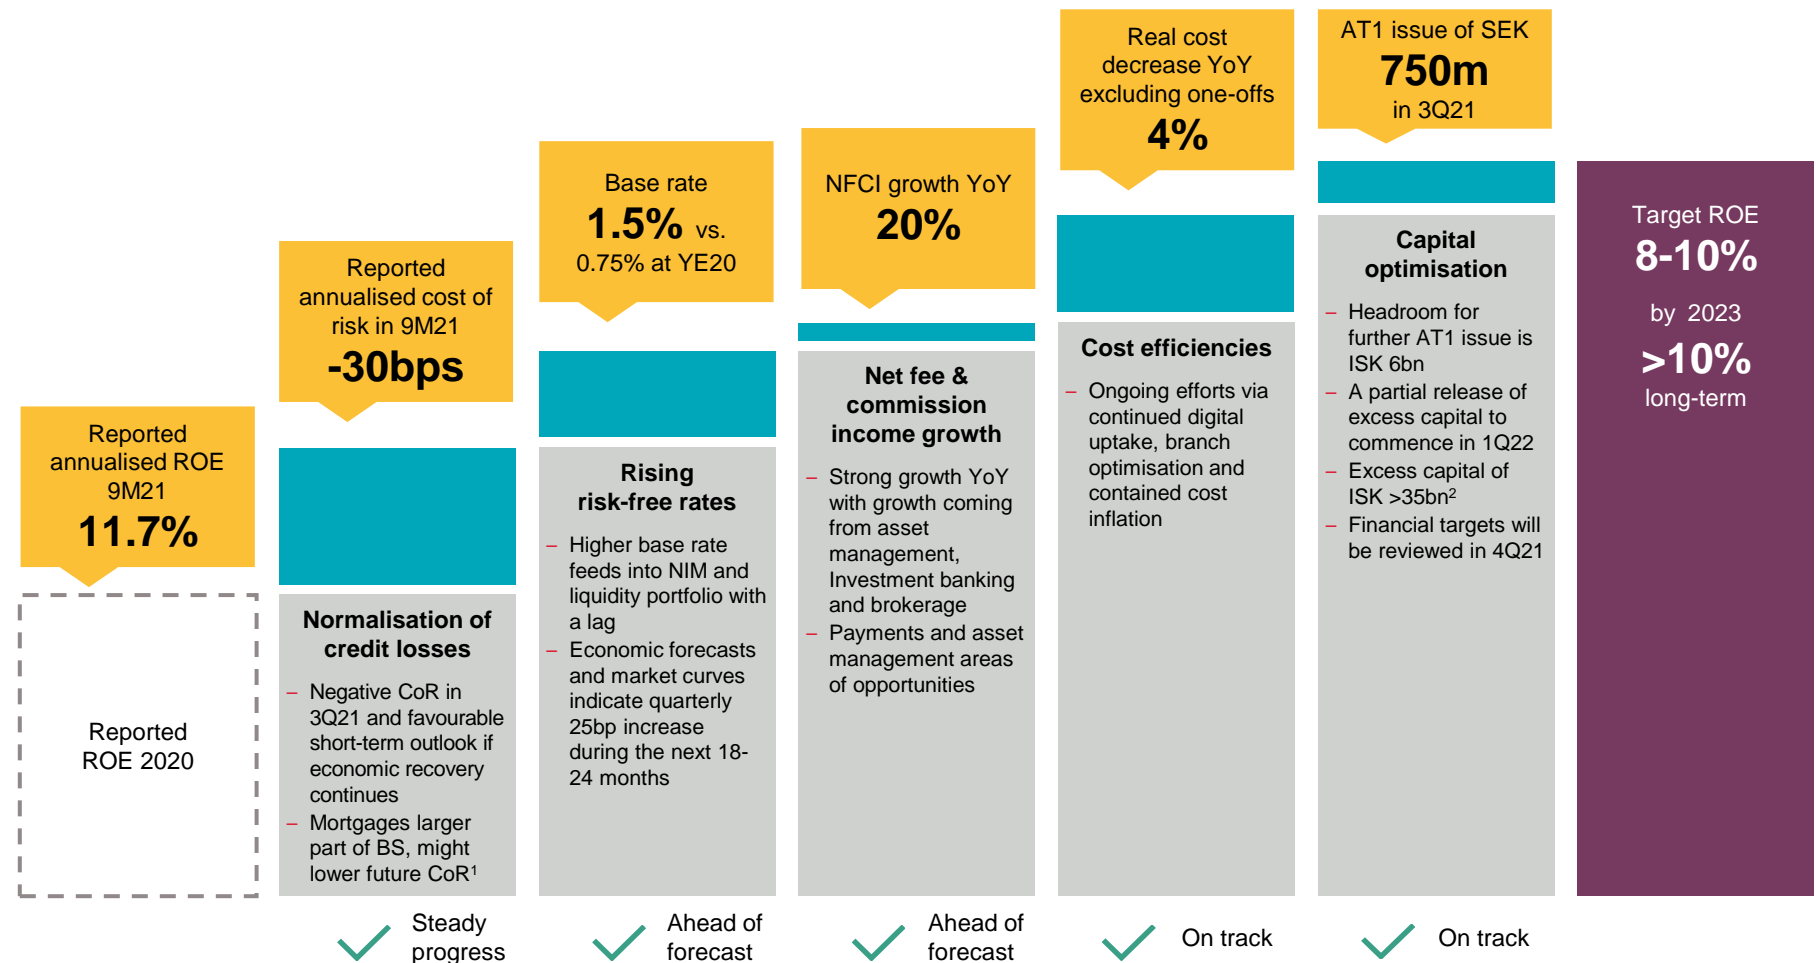 Reported
annualised ROE
9M21
11.7%
Reported
ROE 2020
Reported
annualised cost of
risk in 9M21
-30bps
Normalisation of
credit losses
– Negative CoR in
3Q21 and favourable
short-term outlook if
economic recovery
continues
– Mortgages larger
part of BS, might
lower future CoR¹
Steady
progress
Base rate
1.5% vs.
0.75% at YE20
Rising
risk-free rates
– Higher base rate
feeds into NIM and
liquidity portfolio with
a lag
– Economic forecasts
and market curves
indicate quarterly
25bp increase
during the next 18-
24 months
Ahead of
forecast
NFCI growth YoY
20%
Net fee &
commission
income growth
– Strong growth YoY
with growth coming
from asset
management,
Investment banking
and brokerage
– Payments and asset
management areas
of opportunities
Ahead of
forecast
Real cost
decrease YoY
excluding one-offs
4%
Cost efficiencies
– Ongoing efforts via
continued digital
uptake, branch
optimisation and
contained cost
inflation
On track
AT1 issue of SEK
750m
in 3Q21
Capital
optimisation
– Headroom for
further AT1 issue is
ISK 6bn
– A partial release of
excess capital to
commence in 1Q22
– Excess capital of
ISK >35bn²
– Financial targets will
be reviewed in 4Q21
On track
Target ROE
8-10%
by 2023
>10%
long-term